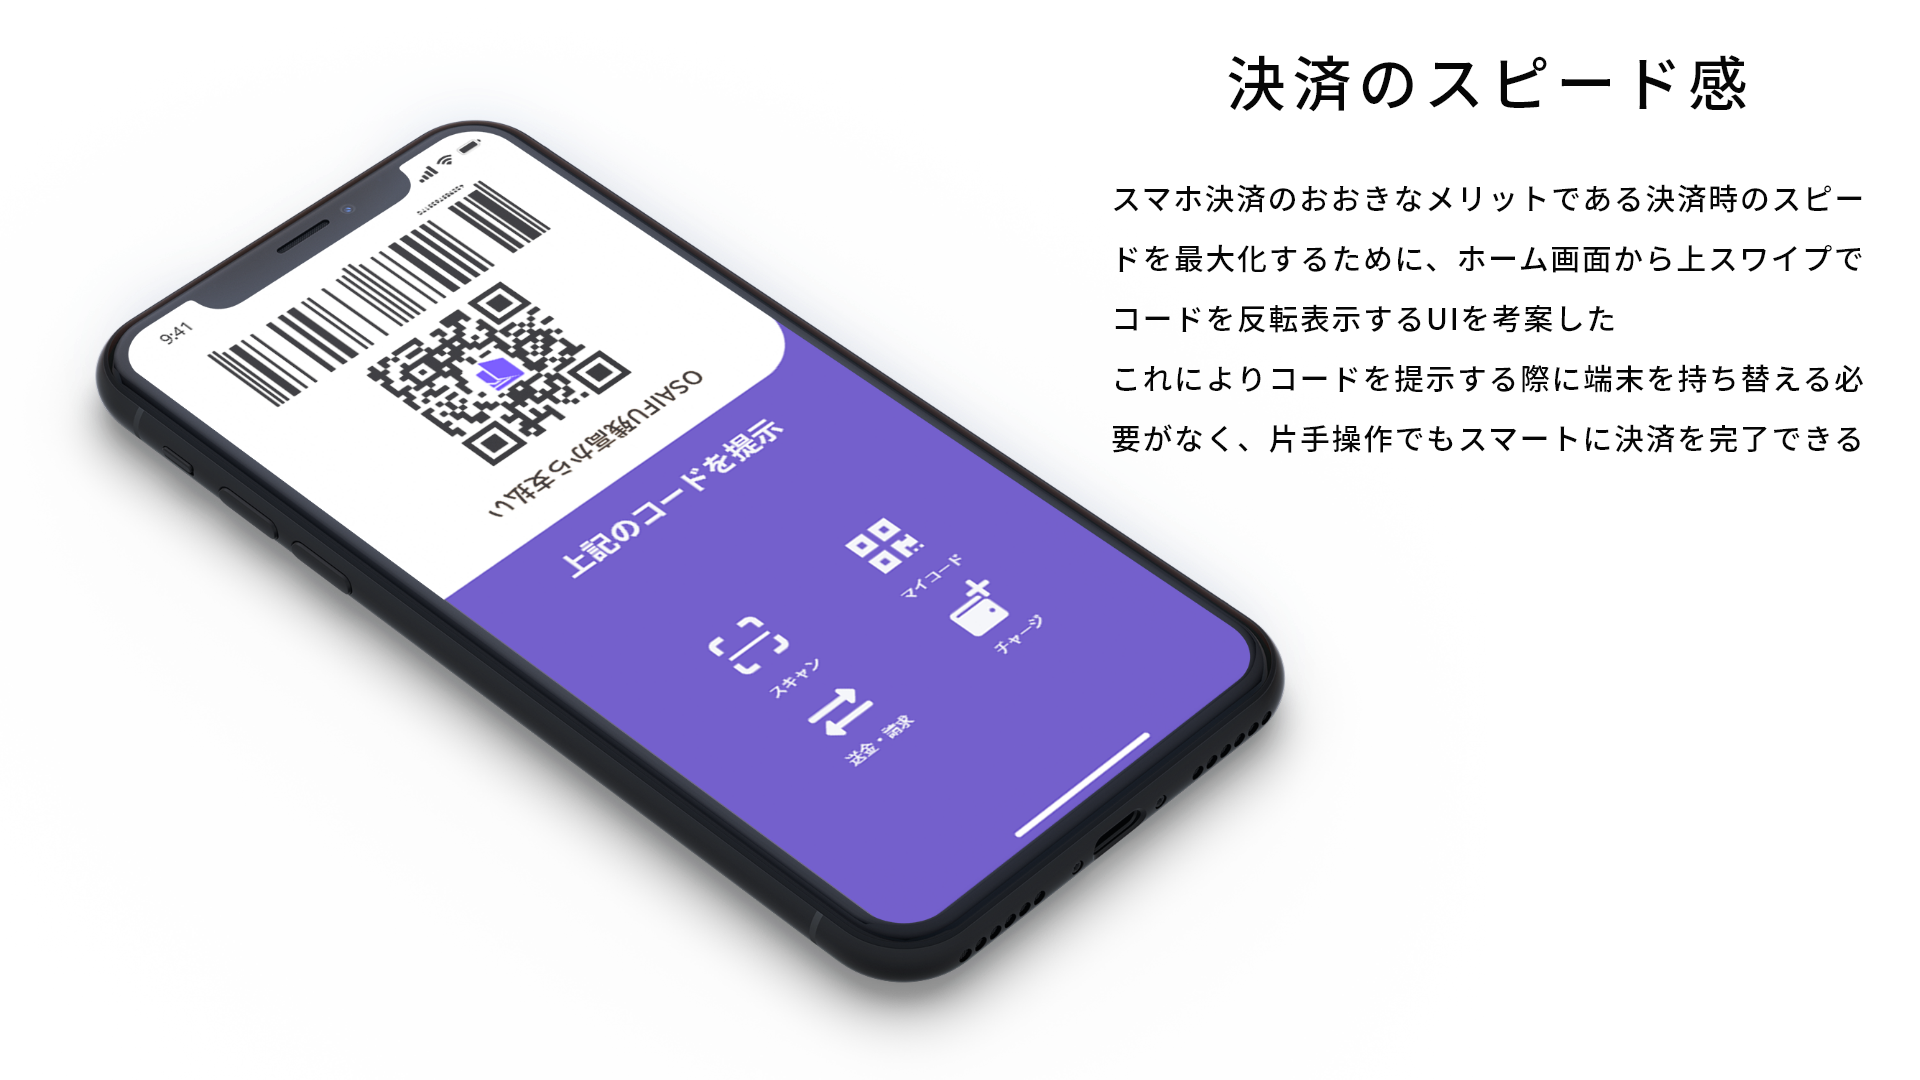 決済のスピード感
スマホ決済のおおきなメリットである決済時のスピー
ドを最大化するために、ホーム画面から上スワイプで
コードを反転表示するUIを考案した
これによりコードを提示する際に端末を持ち替える必
要がなく、片手操作でもスマートに決済を完了できる
9:41
OSAIFU残高から支払い
上記のコードを提示
マイコード
チャージ
スキャン
送金・請求